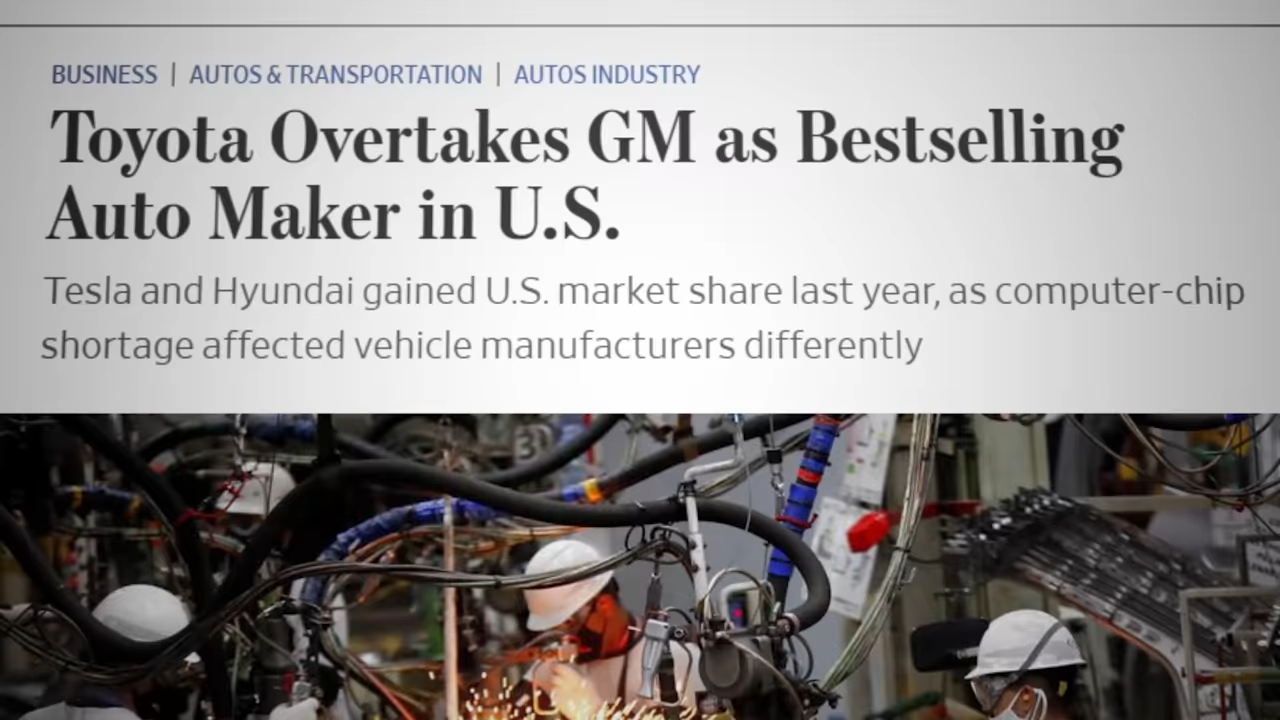 BUSINESS | AUTOS & TRANSPORTATION | AUTOS INDUSTRY
Toyota Overtakes GM as Bestselling
Auto Maker in U.S.
Tesla and Hyundai gained U.S. market share last year, as computer-chip
shortage affected vehicle manufacturers differently